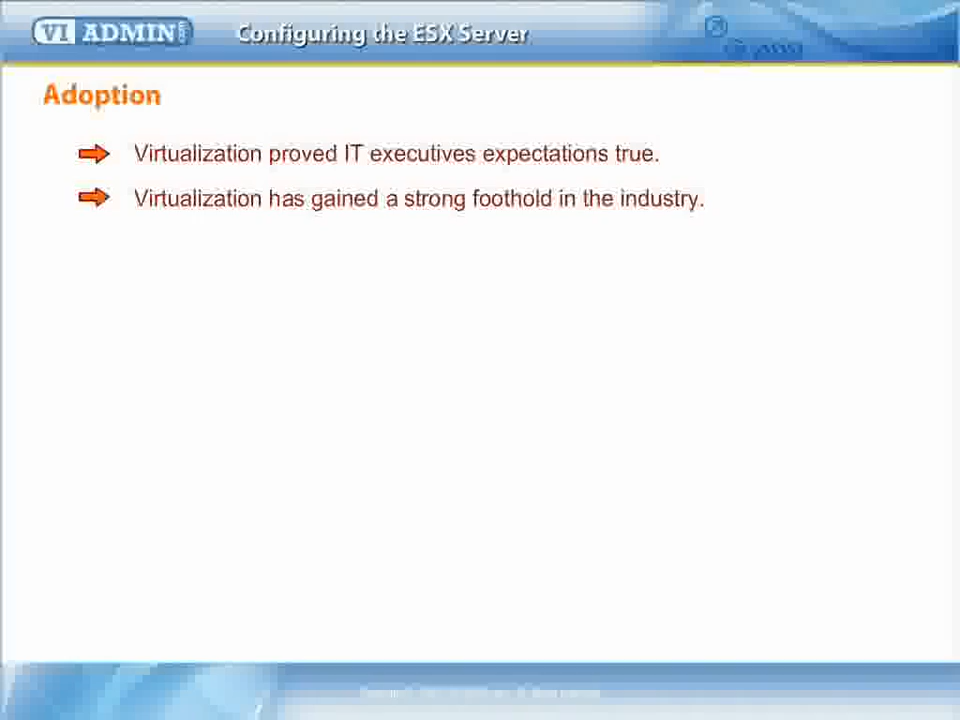 VI ADMIN
Configuring the ESX Server
Adoption
Virtualization proved IT executives expectations true.
Virtualization has gained a strong foothold in the industry.